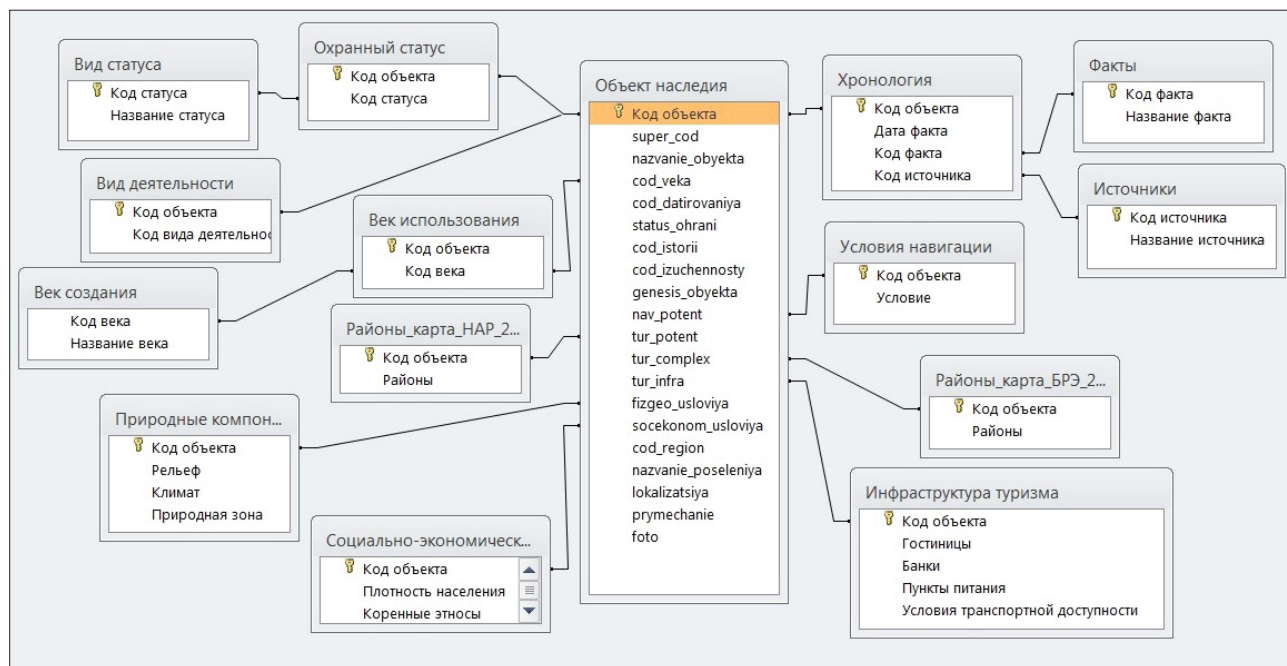 Вид статуса
Код статуса
Название статуса
Охранный статус
Код объекта
Код статуса
Вид деятельности
Код объекта
Код вида деятельнос
Век использования
Код объекта
Код века
Век создания
Код века
Название века
Районы_карта_НАР_2...
Код объекта
Районы
Природные компон...
Код объекта
Рельеф
Климат
Природная зона
Социально-экономическ...
Код объекта
Плотность населения
Коренные этносы
Объект наследия
Код объекта
super_cod
nazvanie_obyekta
cod_veka
cod_datirovaniya
status_ohrani
cod_istorii
cod_izuchennosty
genesis_obyekta
nav_potent
tur_potent
tur_complex
tur_infra
fizgeo_usloviya
socekonom_usloviya
cod_region
nazvanie_poseleniya
lokalizatsiya
prymechanie
foto
Хронология
Код объекта
Дата факта
Код факта
Код источника
Факты
Код факта
Название факта
Источники
Код источника
Название источника
Условия навигации
Код объекта
Условие
Районы_карта_БРЭ_2...
Код объекта
Районы
Инфраструктура туризма
Код объекта
Гостиницы
Банки
Пункты питания
Условия транспортной доступности